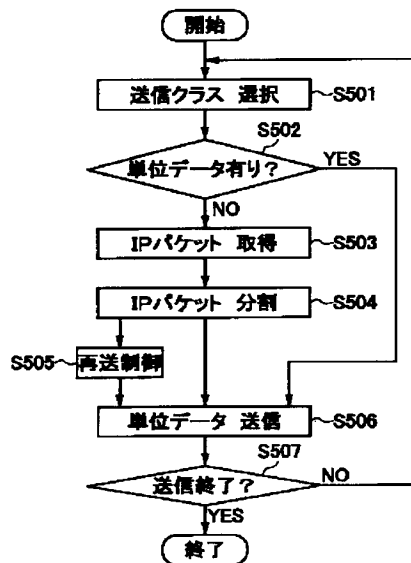 開始
送信クラス 選択
S501
S502
単位データ有り?
YES
NO
IPパケット 取得
S503
IPパケット 分割
S504
S505
再送制御
単位データ 送信
S506
S507
送信終了?
NO
YES
終了